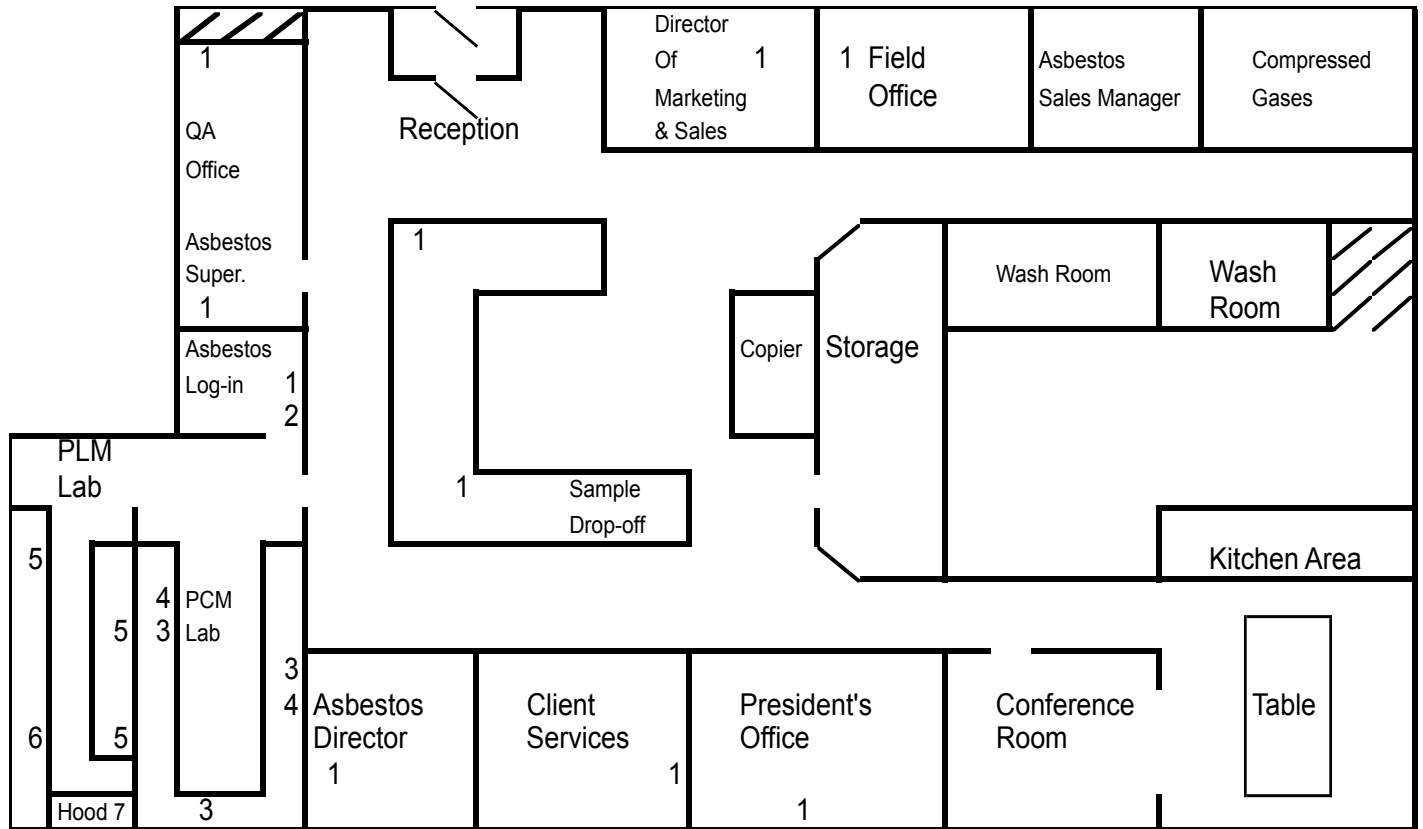 Director
Of 1
Marketing
& Sales
1 Field
Office
Asbestos
Sales Manager
Compressed
Gases
1
QA
Office
Asbestos
Super.
1
Reception
1
Wash Room
Wash
Room
Asbestos
Log-in 1
2
Copier
Storage
PLM
Lab
1 Sample
Drop-off
5
5
5
6
Hood 7
4 PCM
3 Lab
3
4
3
Kitchen Area
Asbestos
Director
1
Client
Services
1
President's
Office
1
Conference
Room
Table